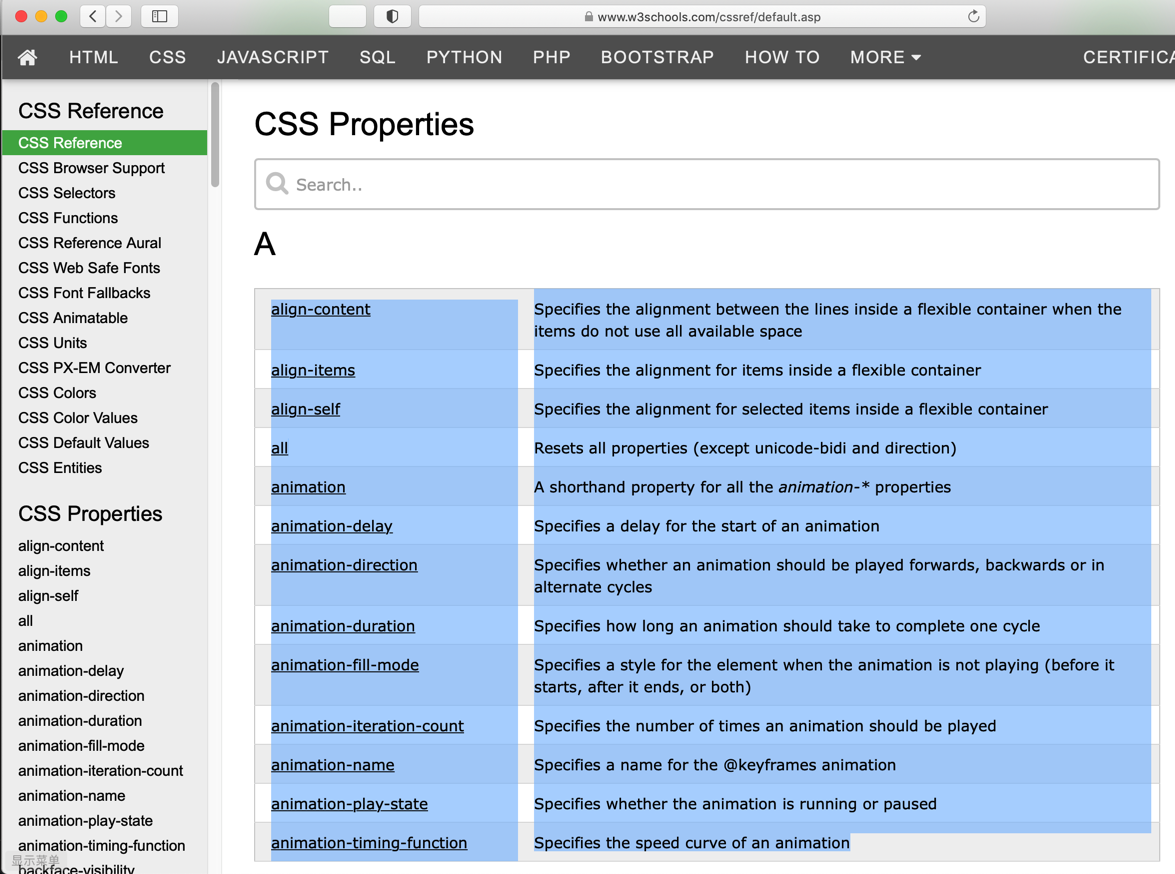 www.w3schools.com/cssref/default.asp
HTML CSS JAVASCRIPT SQL PYTHON PHP BOOTSTRAP HOW TO MORE CERTIFICA
CSS Reference
CSS Reference
CSS Browser Support
CSS Selectors
CSS Functions
CSS Reference Aural
CSS Web Safe Fonts
CSS Font Fallbacks
CSS Animatable
CSS Units
CSS PX-EM Converter
CSS Colors
CSS Color Values
CSS Default Values
CSS Entities
CSS Properties
align-content
align-items
align-self
all
animation
animation-delay
animation-direction
animation-duration
animation-fill-mode
animation-iteration-count
animation-name
animation-play-state
animation-timing-function
backface-visibility
显示菜单
CSS Properties
Search..
A
align-content Specifies the alignment between the lines inside a flexible container when the
items do not use all available space
align-items Specifies the alignment for items inside a flexible container
align-self Specifies the alignment for selected items inside a flexible container
all Resets all properties (except unicode-bidi and direction)
animation A shorthand property for all the animation-* properties
animation-delay Specifies a delay for the start of an animation
animation-direction Specifies whether an animation should be played forwards, backwards or in
alternate cycles
animation-duration Specifies how long an animation should take to complete one cycle
animation-fill-mode Specifies a style for the element when the animation is not playing (before it
starts, after it ends, or both)
animation-iteration-count Specifies the number of times an animation should be played
animation-name Specifies a name for the @keyframes animation
animation-play-state Specifies whether the animation is running or paused
animation-timing-function Specifies the speed curve of an animation